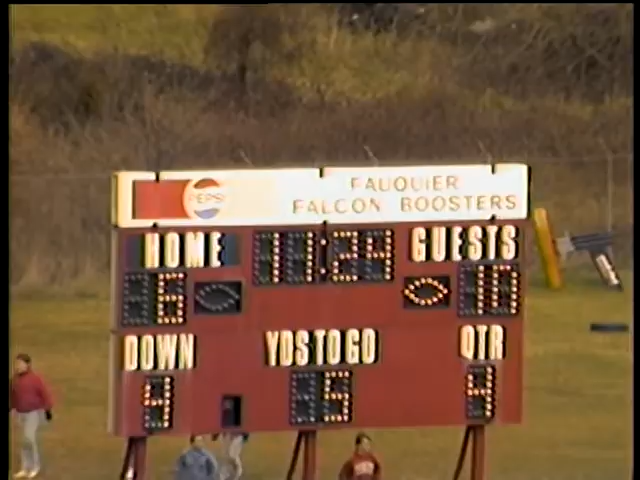 PEPSI
FAUQUIER
FALCON BOOSTERS
HOME 11:24 GUESTS
6 10
DOWN YDS TO GO QTR
4 5 4